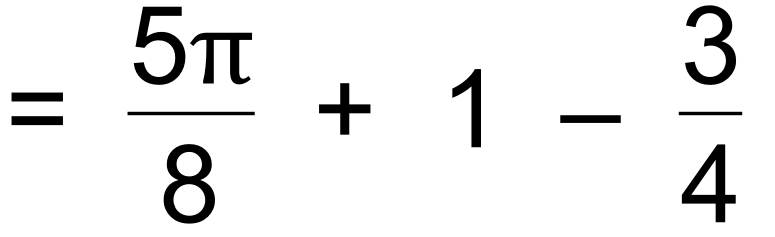 = 5π/8 + 1 – 3/4